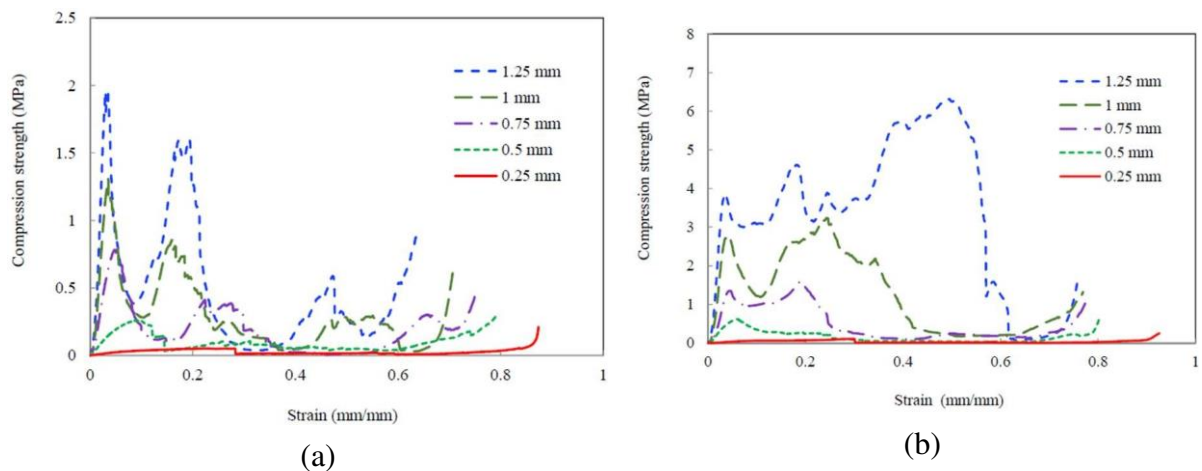 2.5
2
1.5
1
0.5
0
0 0.2 0.4 0.6 0.8 1
Compression strength (MPa)
Strain (mm/mm)
1.25 mm
1 mm
0.75 mm
0.5 mm
0.25 mm
(a)
8
7
6
5
4
3
2
1
0
0 0.2 0.4 0.6 0.8 1
Compression strength (MPa)
Strain (mm/mm)
1.25 mm
1 mm
0.75 mm
0.5 mm
0.25 mm
(b)